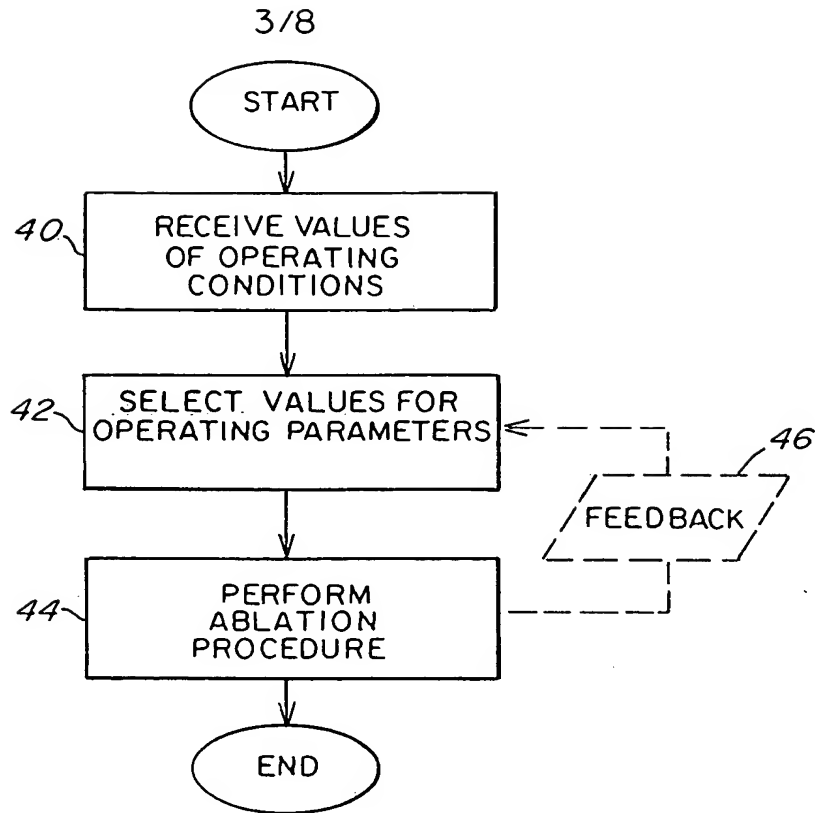 3/8
START
40
RECEIVE VALUES
OF OPERATING
CONDITIONS
42
SELECT VALUES FOR
OPERATING PARAMETERS
46
FEEDBACK
44
PERFORM
ABLATION
PROCEDURE
END